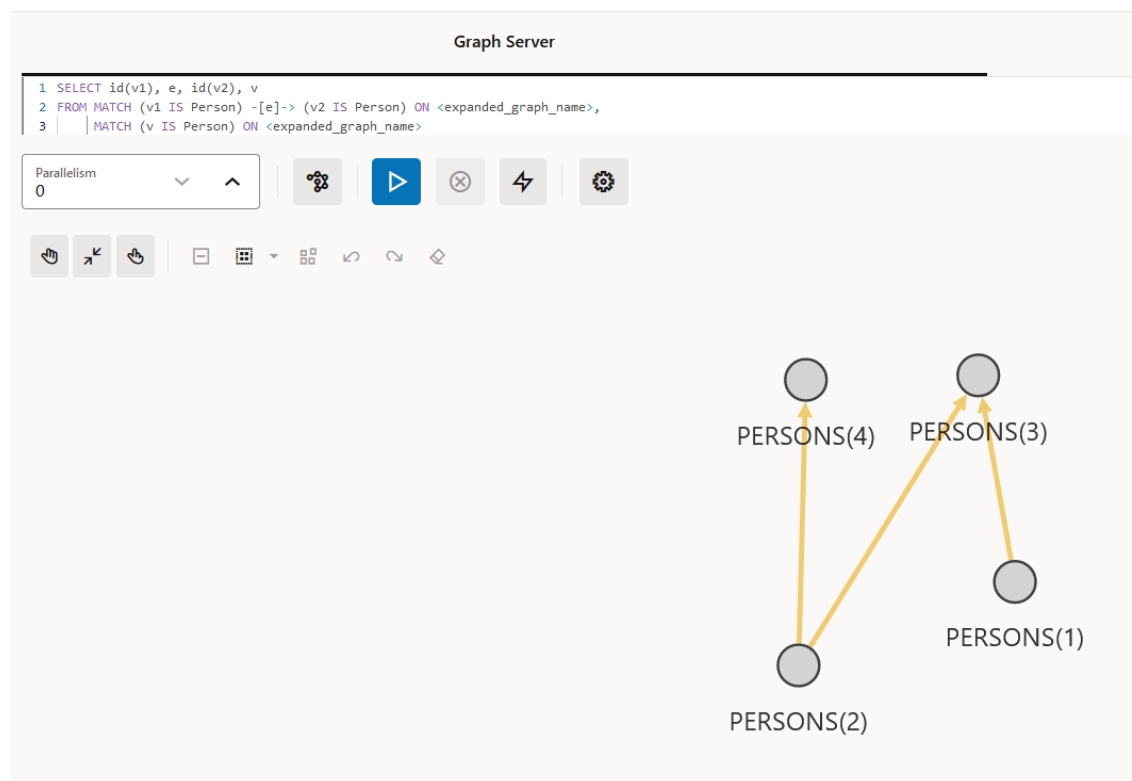 Graph Server
1 SELECT id(v1), e, id(v2), v
2 FROM MATCH (v1 IS Person) -[e]-> (v2 IS Person) ON <expanded_graph_name>,
3 MATCH (v IS Person) ON <expanded_graph_name>
Parallelism
0
PERSONS(4)
PERSONS(3)
PERSONS(1)
PERSONS(2)